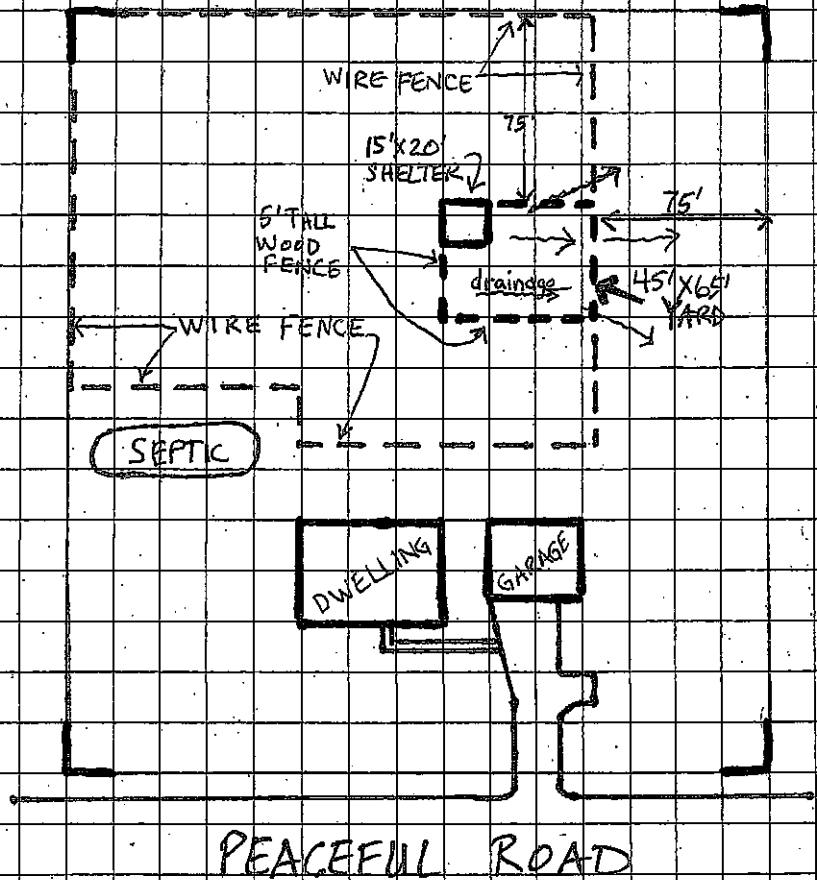 WIRE FENCE
75'
15'X20'
SHELTER
75'
5' TALL
WOOD
FENCE
drainage
45'X65'
YARD
WIRE FENCE
SEPTIC
DWELLING
GARAGE
PEACEFUL ROAD